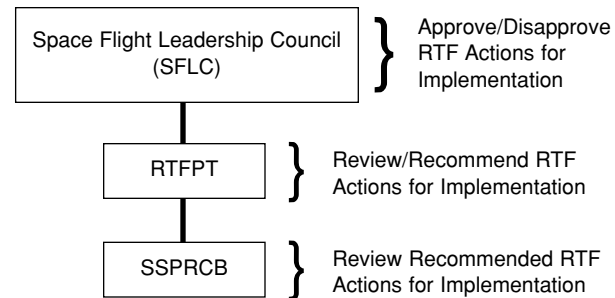 Space Flight Leadership Council
(SFLC)
Approve/Disapprove
RTF Actions for
Implementation
RTFPT
Review/Recommend RTF
Actions for Implementation
SSPRCB
Review Recommended RTF
Actions for Implementation